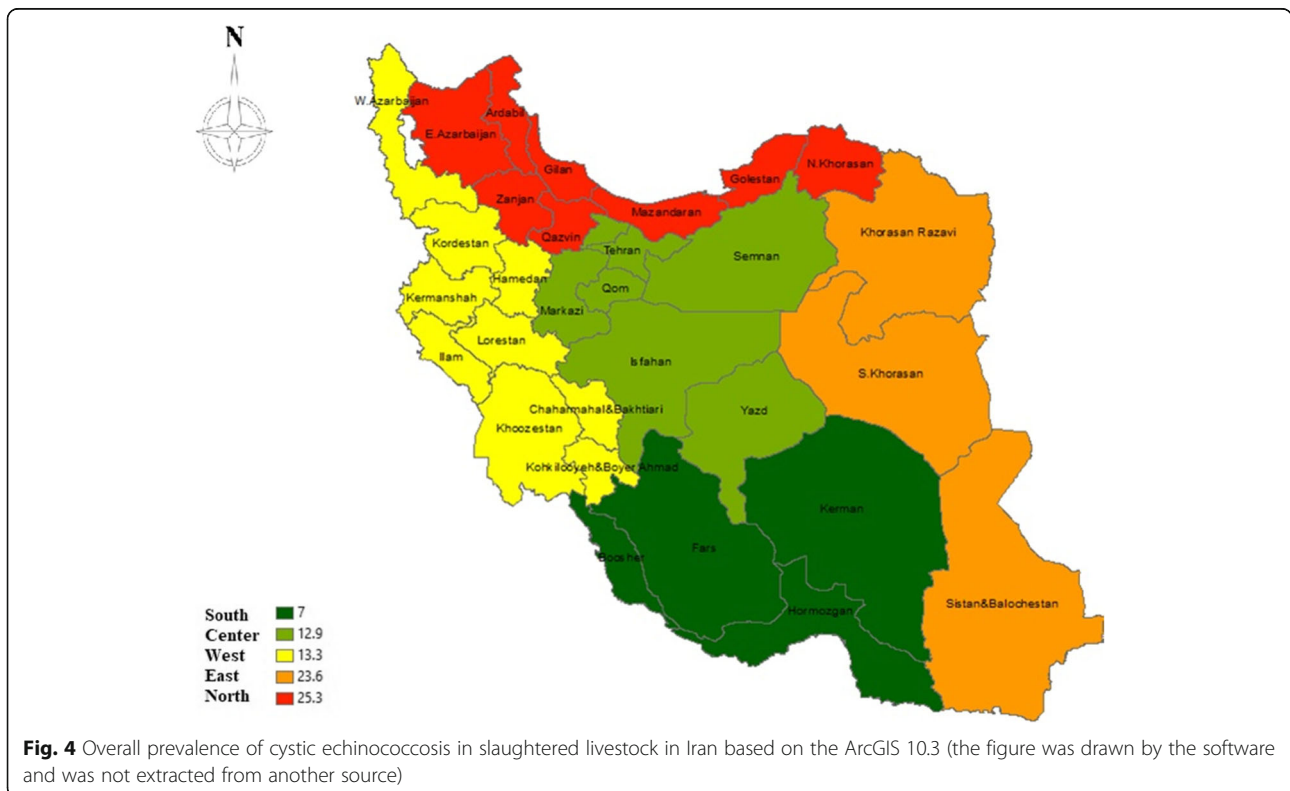 N
W.Azarbaijan
E.Azarbaijan
Ardabil
Gilan
Zanjan
Qazvin
Mazandaran
Golestan
N.Khorasan
Khorasan Razavi
Kordestan
Hamedan
Tehran
Semnan
Kermanshah
Qom
Markazi
Lorestan
Ilam
Isfahan
S.Khorasan
Chaharmahal&Bakhtiari
Yazd
Khoozestan
Kohkilooyeh&Boyer Ahmad
Kerman
Boosher
Fars
Hormozgan
Sistan&Balochestan
South 7
Center 12.9
West 13.3
East 23.6
North 25.3
Fig. 4 Overall prevalence of cystic echinococcosis in slaughtered livestock in Iran based on the ArcGIS 10.3 (the figure was drawn by the software
and was not extracted from another source)